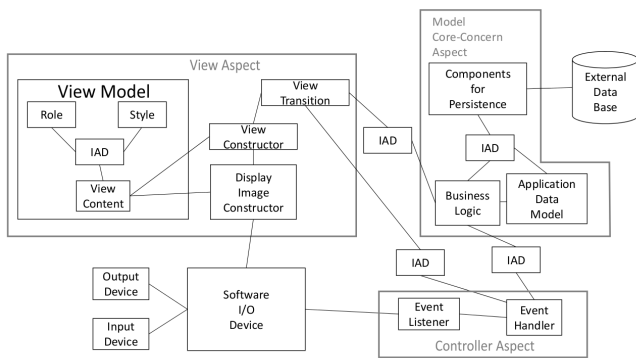 Model
Core-Concern
Aspect
View Aspect
View Model
Role
Style
IAD
View
Content
View
Transition
View
Constructor
Display
Image
Constructor
IAD
Components
for
Persistence
External
Data
Base
IAD
Business
Logic
Application
Data
Model
IAD
IAD
Output
Device
Input
Device
Software
I/O
Device
Event
Listener
Event
Handler
Controller Aspect